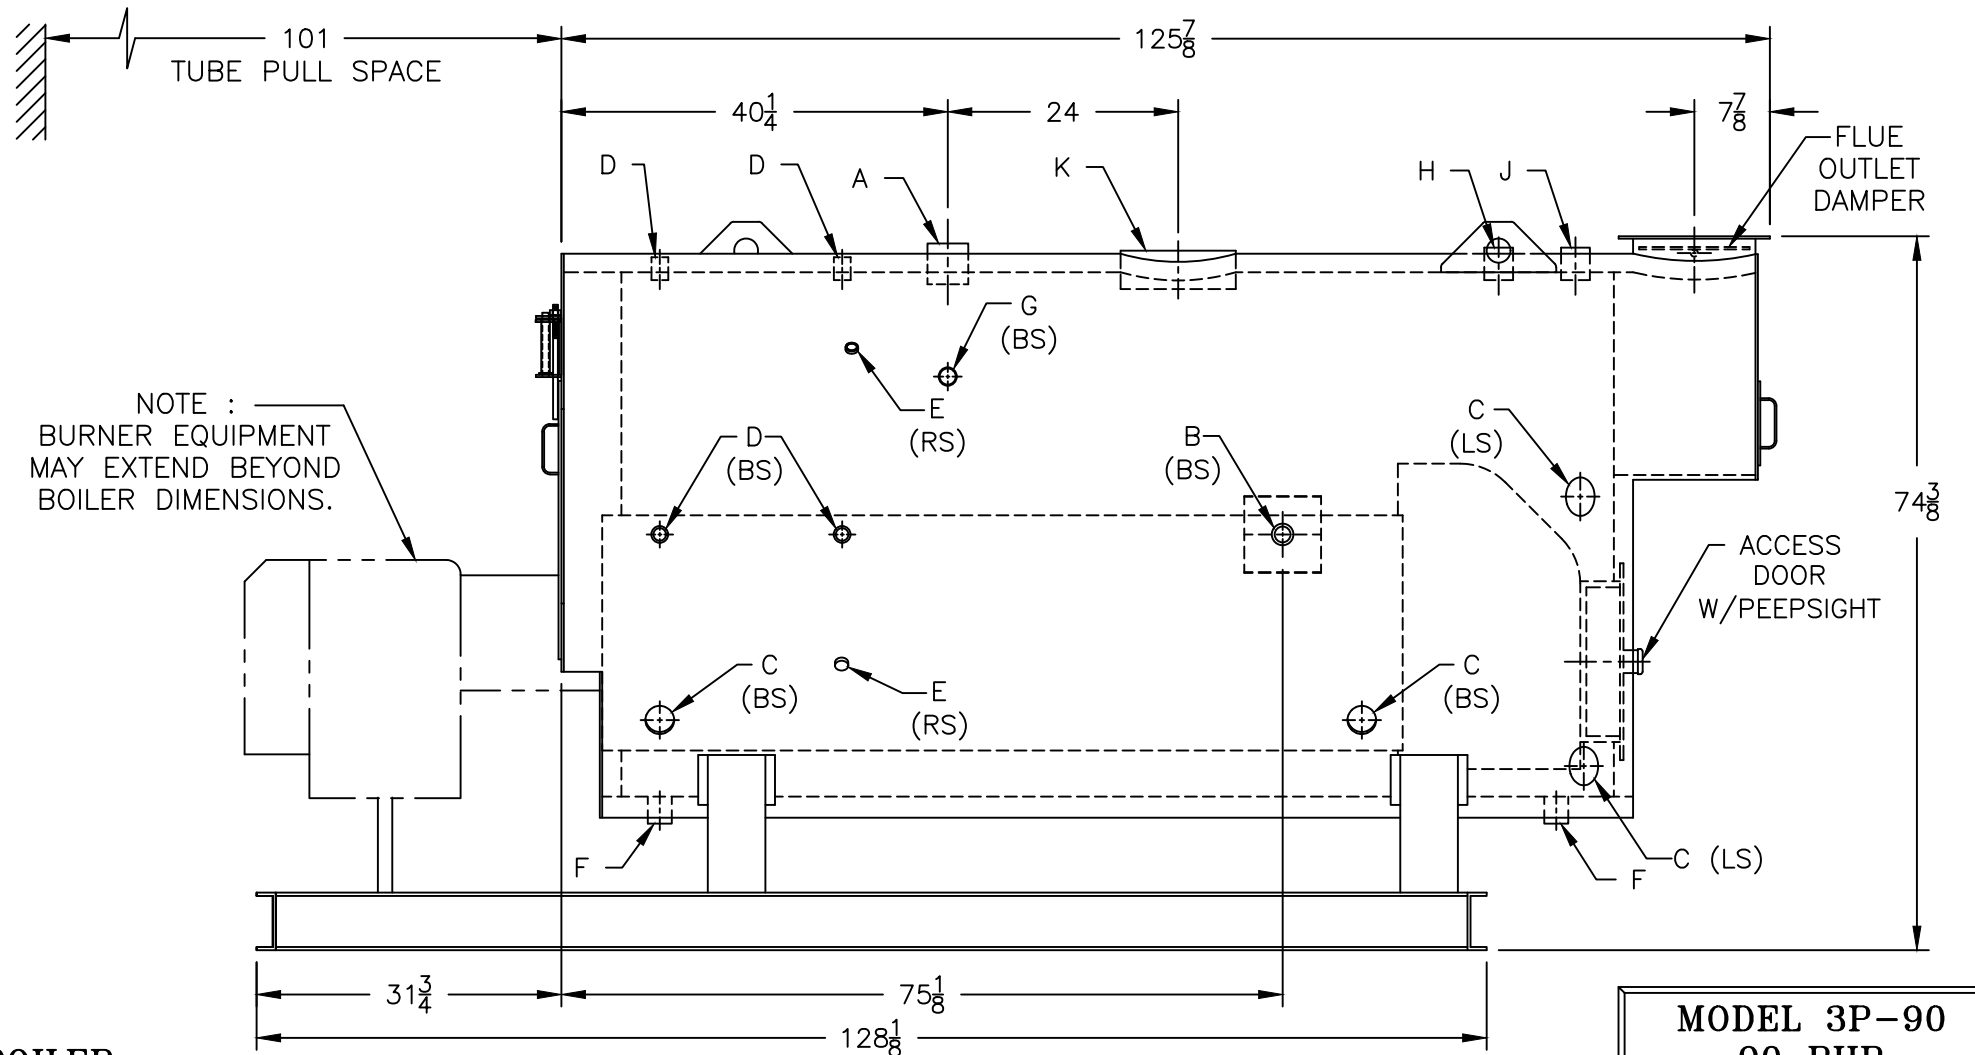 101
TUBE PULL SPACE
125 7/8
40 1/4
24
7 7/8
FLUE
OUTLET
DAMPER
D
D
A
K
H
J
G
(BS)
E
(RS)
NOTE :
BURNER EQUIPMENT
MAY EXTEND BEYOND
BOILER DIMENSIONS.
D
(BS)
B
(BS)
C
(LS)
74 3/8
ACCESS
DOOR
W/PEEPSIGHT
C
(BS)
E
(RS)
C
(BS)
F
F
C (LS)
31 3/4
75 1/8
128 1/8
MODEL 3P-90